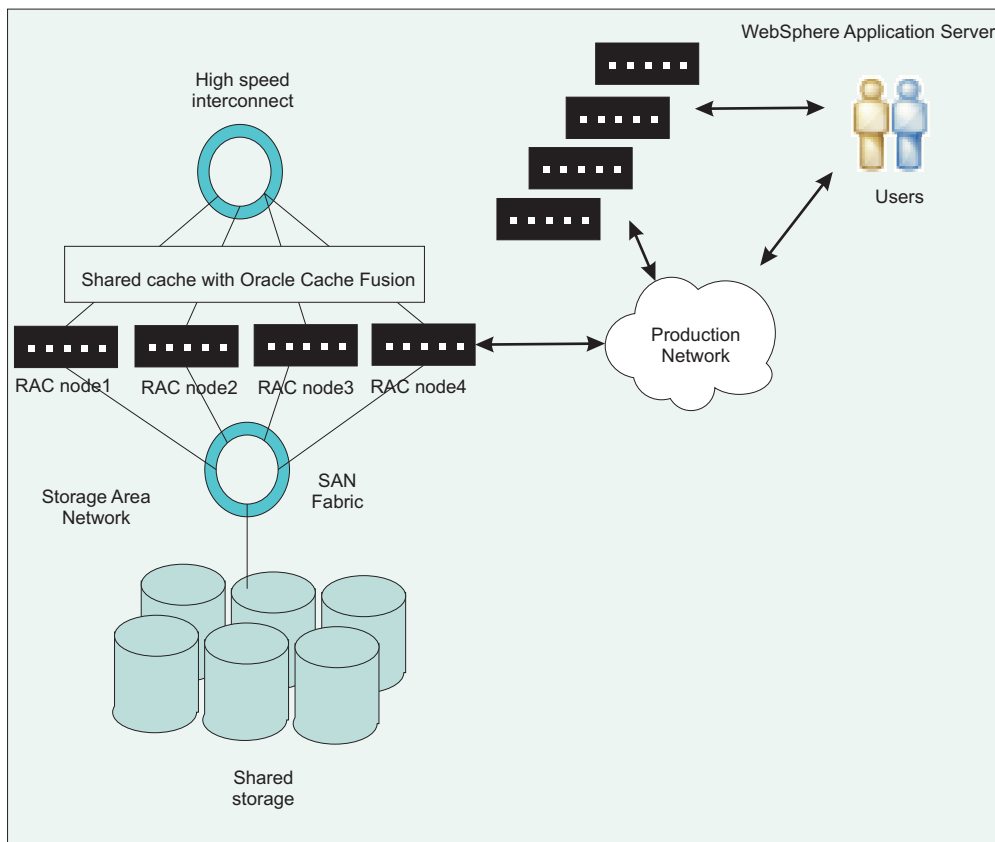 WebSphere Application Server
High speed
interconnect
Users
Shared cache with Oracle Cache Fusion
Production
Network
RAC node1
RAC node2
RAC node3
RAC node4
Storage Area
Network
SAN
Fabric
Shared
storage